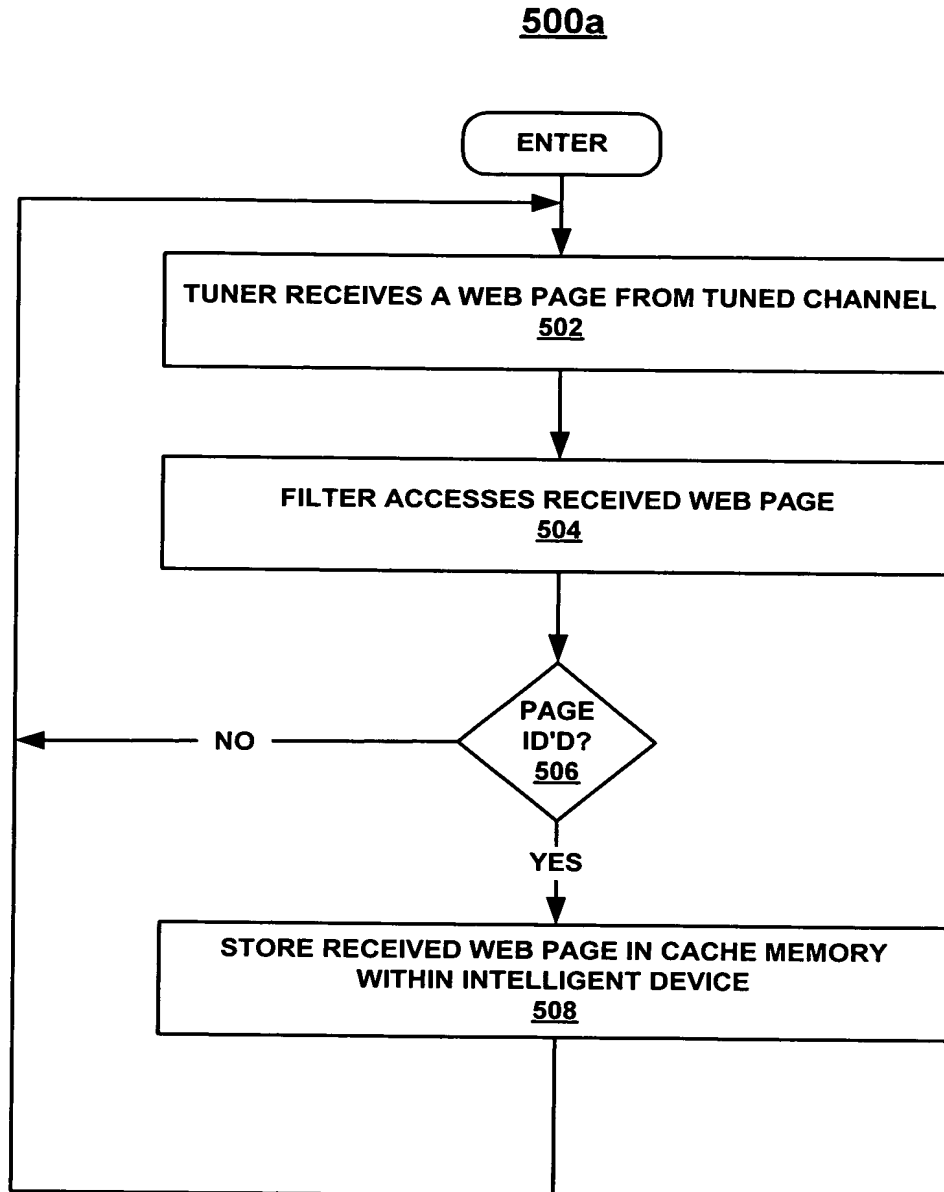 500a
ENTER
TUNER RECEIVES A WEB PAGE FROM TUNED CHANNEL
502
FILTER ACCESSES RECEIVED WEB PAGE
504
PAGE
ID'D?
506
NO
YES
STORE RECEIVED WEB PAGE IN CACHE MEMORY
WITHIN INTELLIGENT DEVICE
508